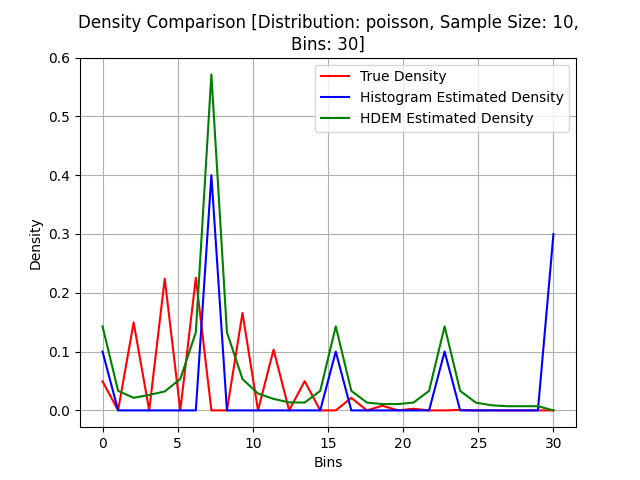 Density Comparison [Distribution: poisson, Sample Size: 10,
Bins: 30]
True Density
Histogram Estimated Density
HDEM Estimated Density
Density
0.6
0.5
0.4
0.3
0.2
0.1
0.0
0 5 10 15 20 25 30
Bins